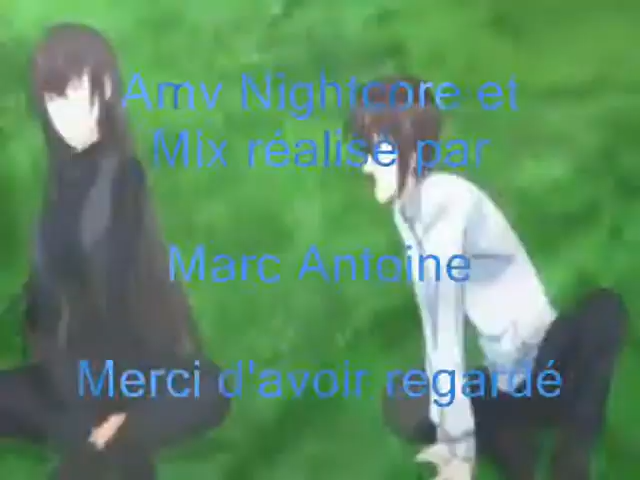 Amv Nightcore et
Mix réalisé par
Marc Antoine
Merci d'avoir regardé